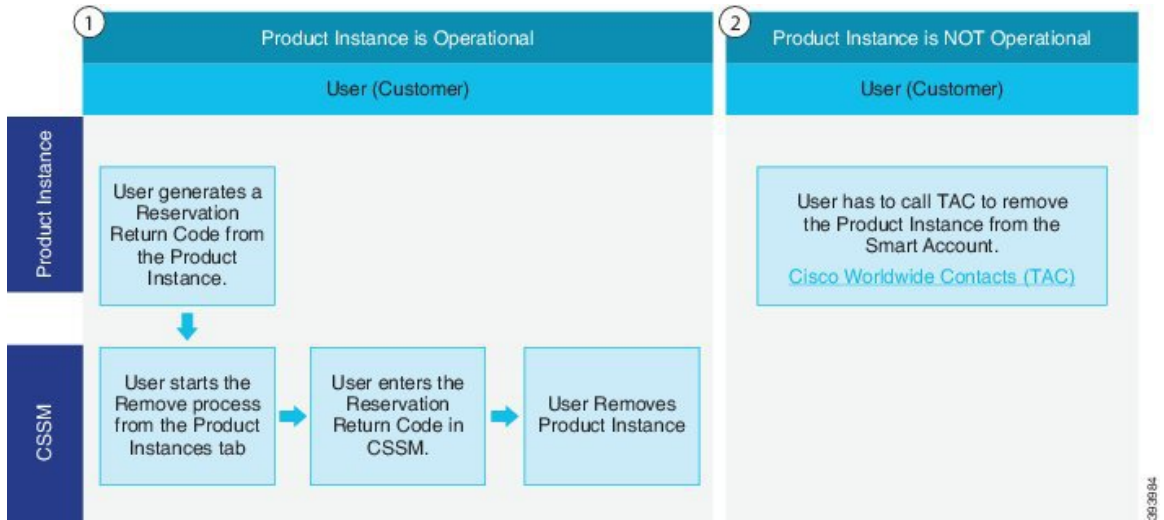 1
Product Instance is Operational
User (Customer)
2
Product Instance is NOT Operational
User (Customer)
Product Instance
User generates a
Reservation
Return Code from
the Product
Instance.
User has to call TAC to remove
the Product Instance from the
Smart Account.
Cisco Worldwide Contacts (TAC)
CSSM
User starts the
Remove process
from the Product
Instances tab
User enters the
Reservation
Return Code in
CSSM.
User Removes
Product Instance
393984